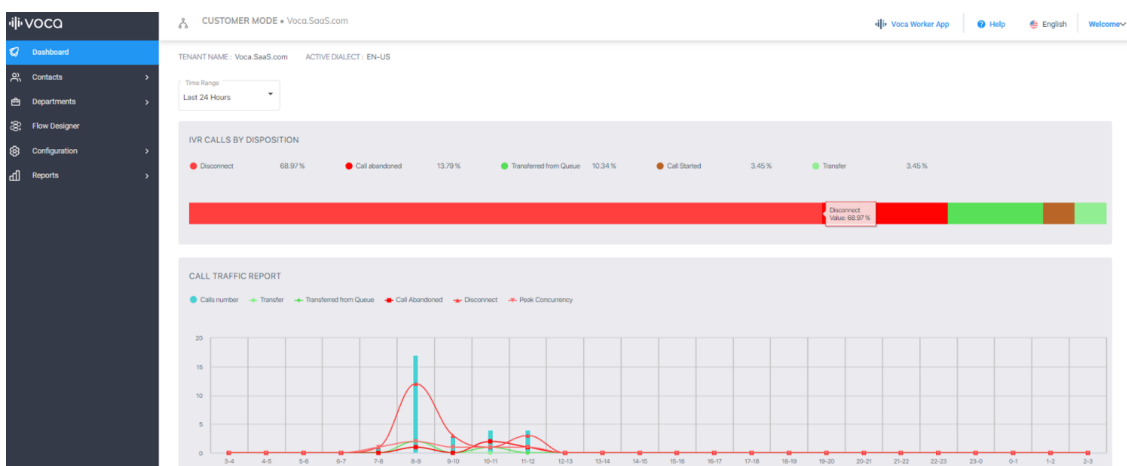 VOCA
CUSTOMER MODE • Voca.SaaS.com
Voca Worker App
Help
English
Welcome
Dashboard
Contacts
Departments
Flow Designer
Configuration
Reports
TENANT NAME : Voca.SaaS.com ACTIVE DIALECT : EN-US
Time Range
Last 24 Hours
IVR CALLS BY DISPOSITION
Disconnect 68.97 % Call abandoned 13.79 % Transferred from Queue 10.34 % Call Started 3.45 % Transfer 3.45 %
Disconnect
Value: 68.97 %
CALL TRAFFIC REPORT
Calls number Transfer Transferred from Queue Call Abandoned Disconnect Peak Concurrency
20
15
10
5
0
3-4 4-5 5-6 6-7 7-8 8-9 9-10 10-11 11-12 12-13 13-14 14-15 15-16 16-17 17-18 18-19 19-20 20-21 21-22 22-23 23-0 0-1 1-2 2-3